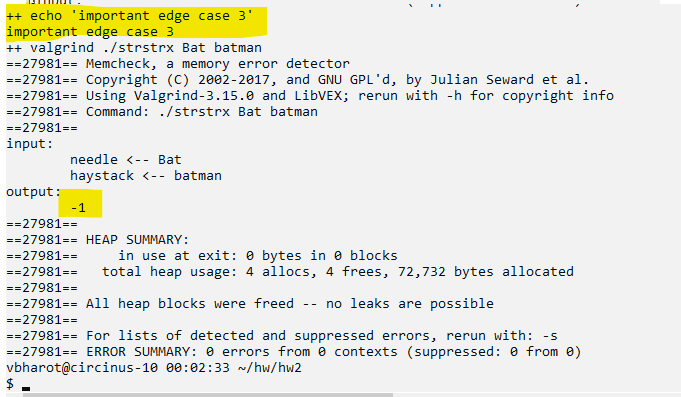 ++ echo 'important edge case 3'
important edge case 3
++ valgrind ./strstrx Bat batman
==27981== Memcheck, a memory error detector
==27981== Copyright (C) 2002-2017, and GNU GPL'd, by Julian Seward et al.
==27981== Using Valgrind-3.15.0 and LibVEX; rerun with -h for copyright info
==27981== Command: ./strstrx Bat batman
==27981==
input:
        needle <-- Bat
        haystack <-- batman
output:
        -1
==27981==
==27981== HEAP SUMMARY:
==27981==     in use at exit: 0 bytes in 0 blocks
==27981==   total heap usage: 4 allocs, 4 frees, 72,732 bytes allocated
==27981==
==27981== All heap blocks were freed -- no leaks are possible
==27981==
==27981== For lists of detected and suppressed errors, rerun with: -s
==27981== ERROR SUMMARY: 0 errors from 0 contexts (suppressed: 0 from 0)
vbharot@circinus-10 00:02:33 ~/hw/hw2
$